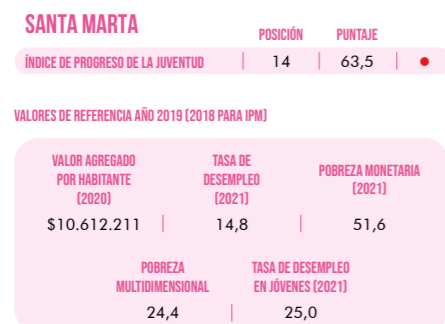 SANTA MARTA
POSICIÓN PUNTAJE
ÍNDICE DE PROGRESO DE LA JUVENTUD 14 63,5
VALORES DE REFERENCIA AÑO 2019 (2018 PARA IPM)
VALOR AGREGADO
POR HABITANTE
(2020)
$10.612.211
TASA DE
DESEMPLEO
(2021)
14,8
POBREZA MONETARIA
(2021)
51,6
POBREZA
MULTIDIMENSIONAL
24,4
TASA DE DESEMPLEO
EN JÓVENES (2021)
25,0